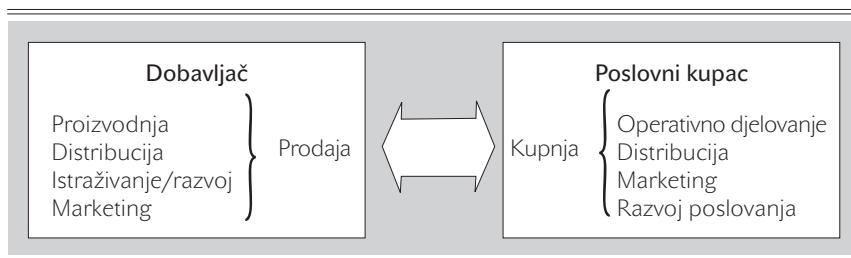 Dobavljač
Proizvodnja
Distribucija
Istraživanje/razvoj
Marketing
Prodaja
Poslovni kupac
Kupnja
Operativno djelovanje
Distribucija
Marketing
Razvoj poslovanja